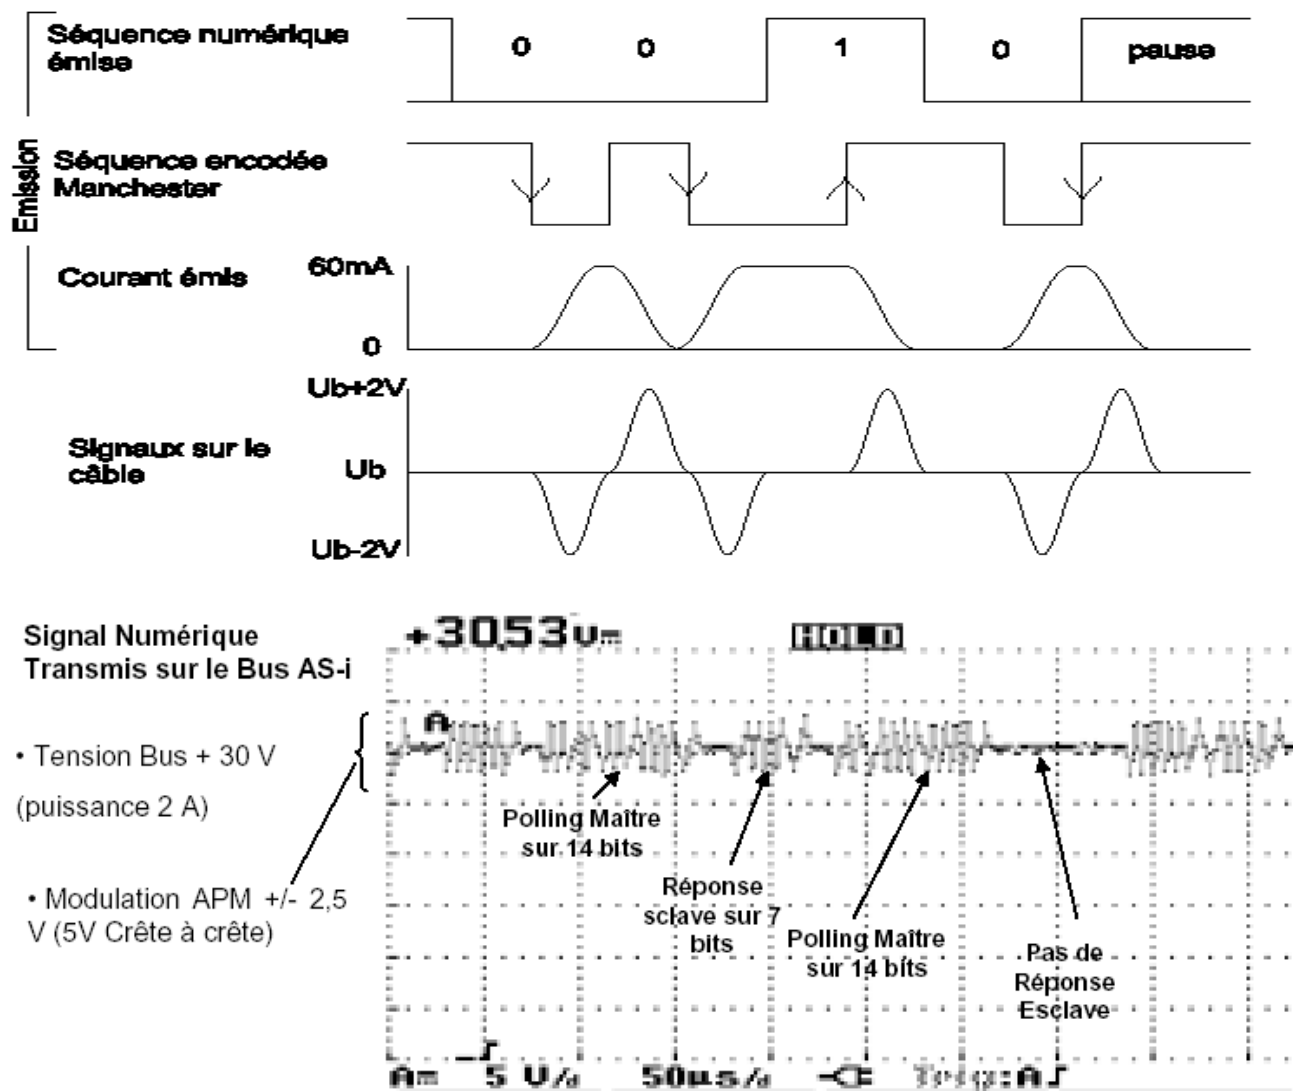 Séquence numérique
émise
0 0 1 0 pause
Séquence encodée
Manchester
Emission
Courant émis
60mA
0
Ub+2V
Signaux sur le
câble
Ub
Ub-2V
Signal Numérique
Transmis sur le Bus AS-i
+30.53
HOLD
A
• Tension Bus + 30 V
(puissance 2 A)
Polling Maître
sur 14 bits
• Modulation APM +/- 2,5
V (5V Crête à crête)
Réponse
sclave sur 7
bits
Polling Maître
sur 14 bits
Pas de
Réponse
Esclave
5 V/d 50µs/d Trig:A